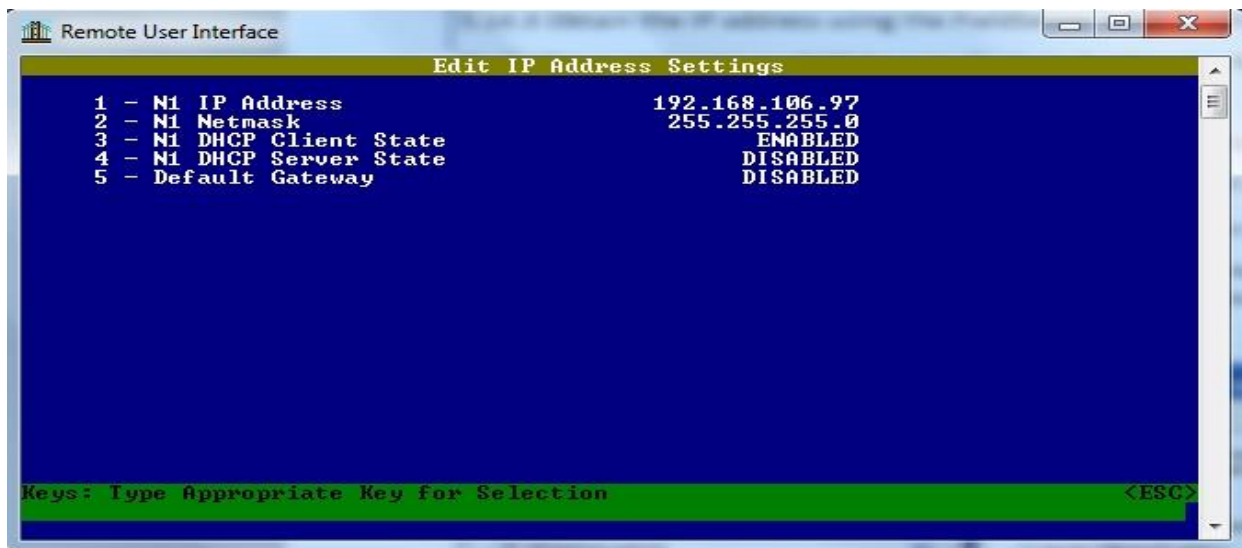 Remote User Interface
Edit IP Address Settings
1 - N1 IP Address 192.168.106.97
2 - N1 Netmask 255.255.255.0
3 - N1 DHCP Client State ENABLED
4 - N1 DHCP Server State DISABLED
5 - Default Gateway DISABLED
Keys: Type Appropriate Key for Selection <ESC>